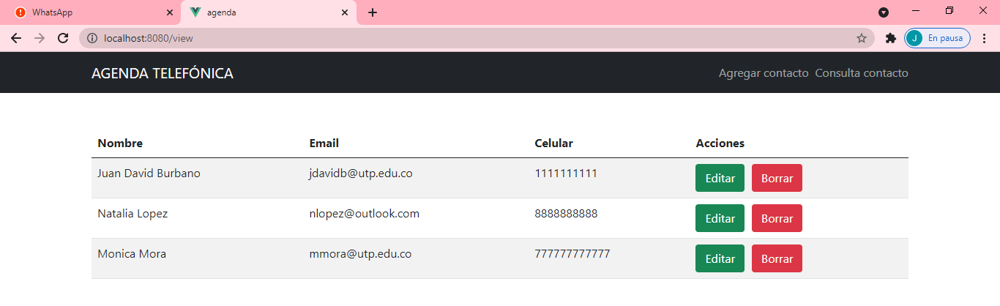 WhatsApp
agenda
localhost:8080/view
J En pausa
AGENDA TELEFÓNICA Agregar contacto Consulta contacto
Nombre Email Celular Acciones
Juan David Burbano jdavidb@utp.edu.co 1111111111 Editar Borrar
Natalia Lopez nlopez@outlook.com 8888888888 Editar Borrar
Monica Mora mmora@utp.edu.co 777777777777 Editar Borrar